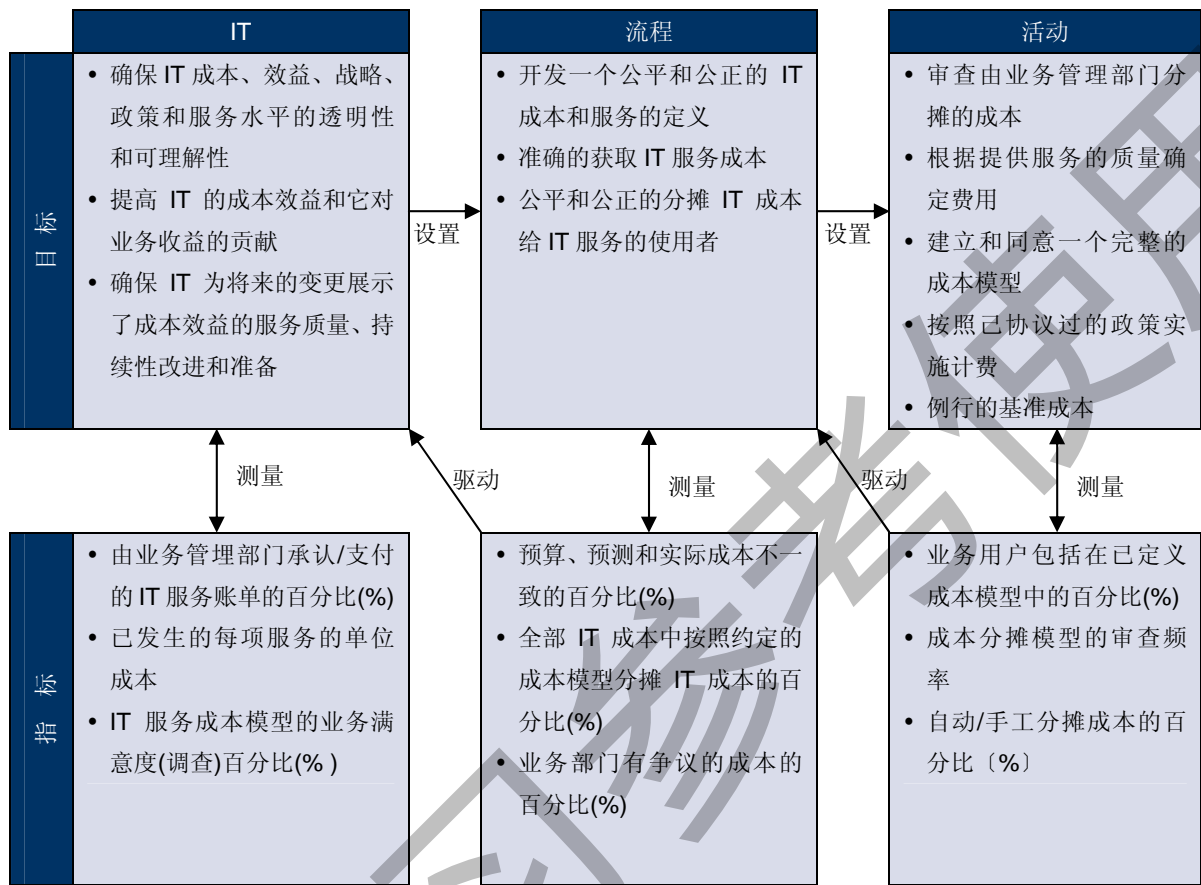 IT
流程
活动
目标
• 确保 IT 成本、效益、战略、
政策和服务水平的透明性
和可理解性
• 提高 IT 的成本效益和它对
业务收益的贡献
• 确保 IT 为将来的变更展示
了成本效益的服务质量、持
续性改进和准备
设置
• 开发一个公平和公正的 IT
成本和服务的定义
• 准确的获取 IT 服务成本
• 公平和公正的分摊 IT 成本
给 IT 服务的使用者
设置
• 审查由业务管理部门分
摊的成本
• 根据提供服务的质量确
定费用
• 建立和同意一个完整的
成本模型
• 按照已协议过的政策实
施计费
• 例行的基准成本
测量
驱动
测量
驱动
测量
指标
• 由业务管理部门承认/支付
的 IT 服务账单的百分比(%)
• 已发生的每项服务的单位
成本
• IT 服务成本模型的业务满
意度(调查)百分比(% )
• 预算、预测和实际成本不一
致的百分比(%)
• 全部 IT 成本中按照约定的
成本模型分摊 IT 成本的百
分比(%)
• 业务部门有争议的成本的
百分比(%)
• 业务用户包括在已定义
成本模型中的百分比(%)
• 成本分摊模型的审查频
率
• 自动/手工分摊成本的百
分比〔%〕
习参考使用